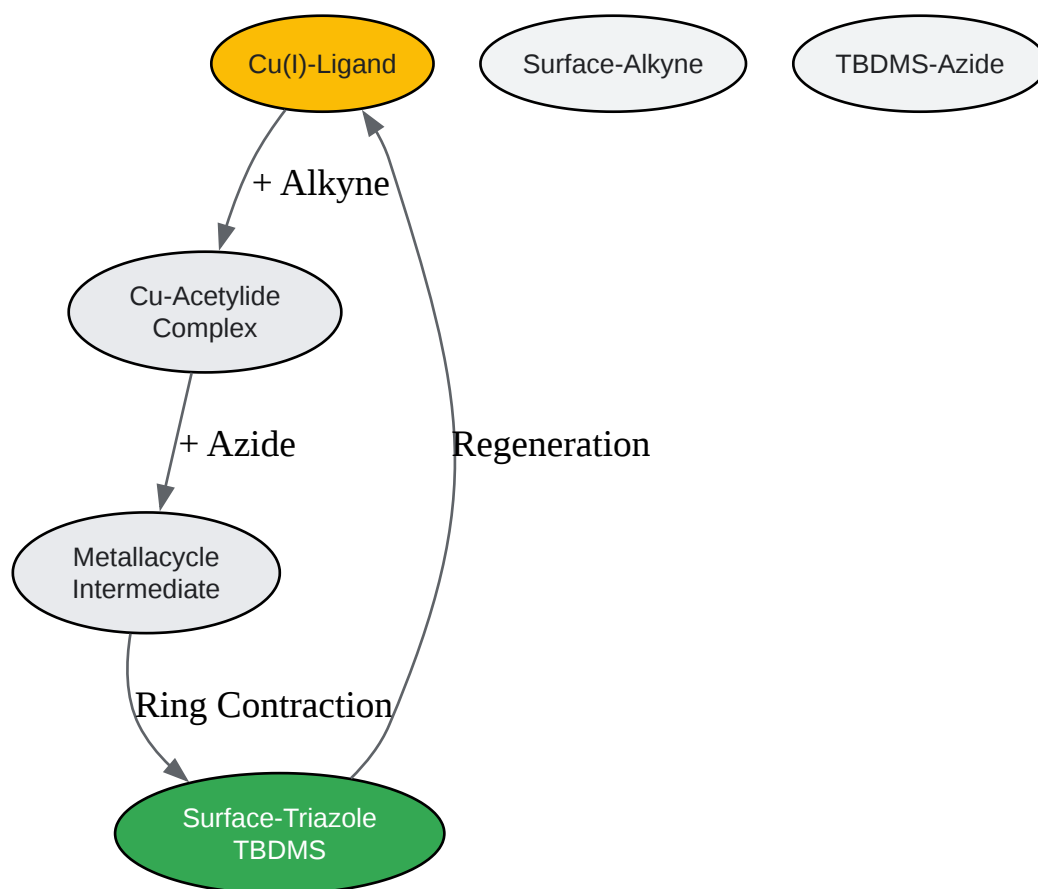 Cu(I)-Ligand
Surface-Alkyne
TBDMS-Azide
+ Alkyne
Cu-Acetylide
Complex
+ Azide
Regeneration
Metallacycle
Intermediate
Ring Contraction
Surface-Triazole
TBDMS